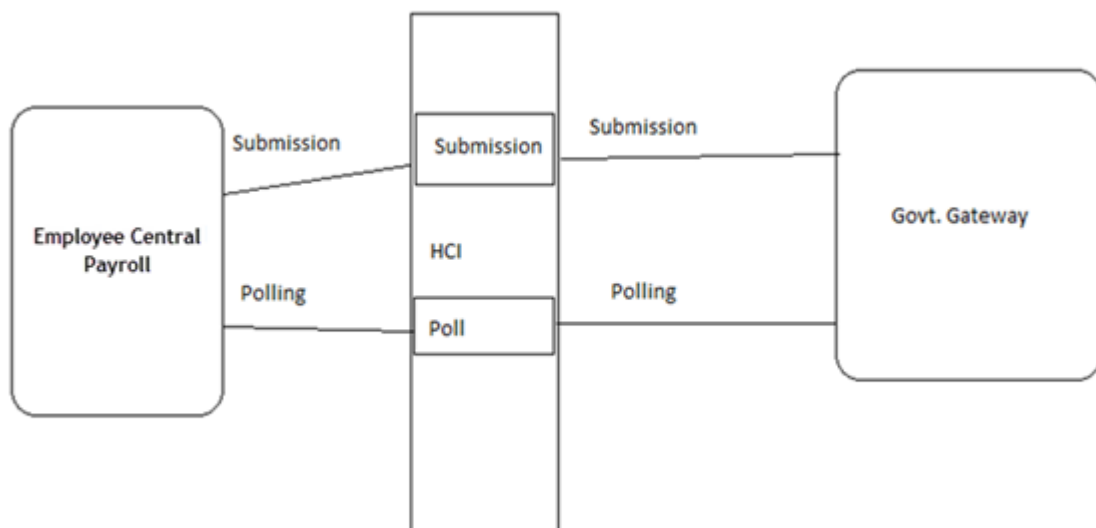 Submission
Submission
Submission
Employee Central
Payroll
HCI
Govt. Gateway
Polling
Polling
Poll